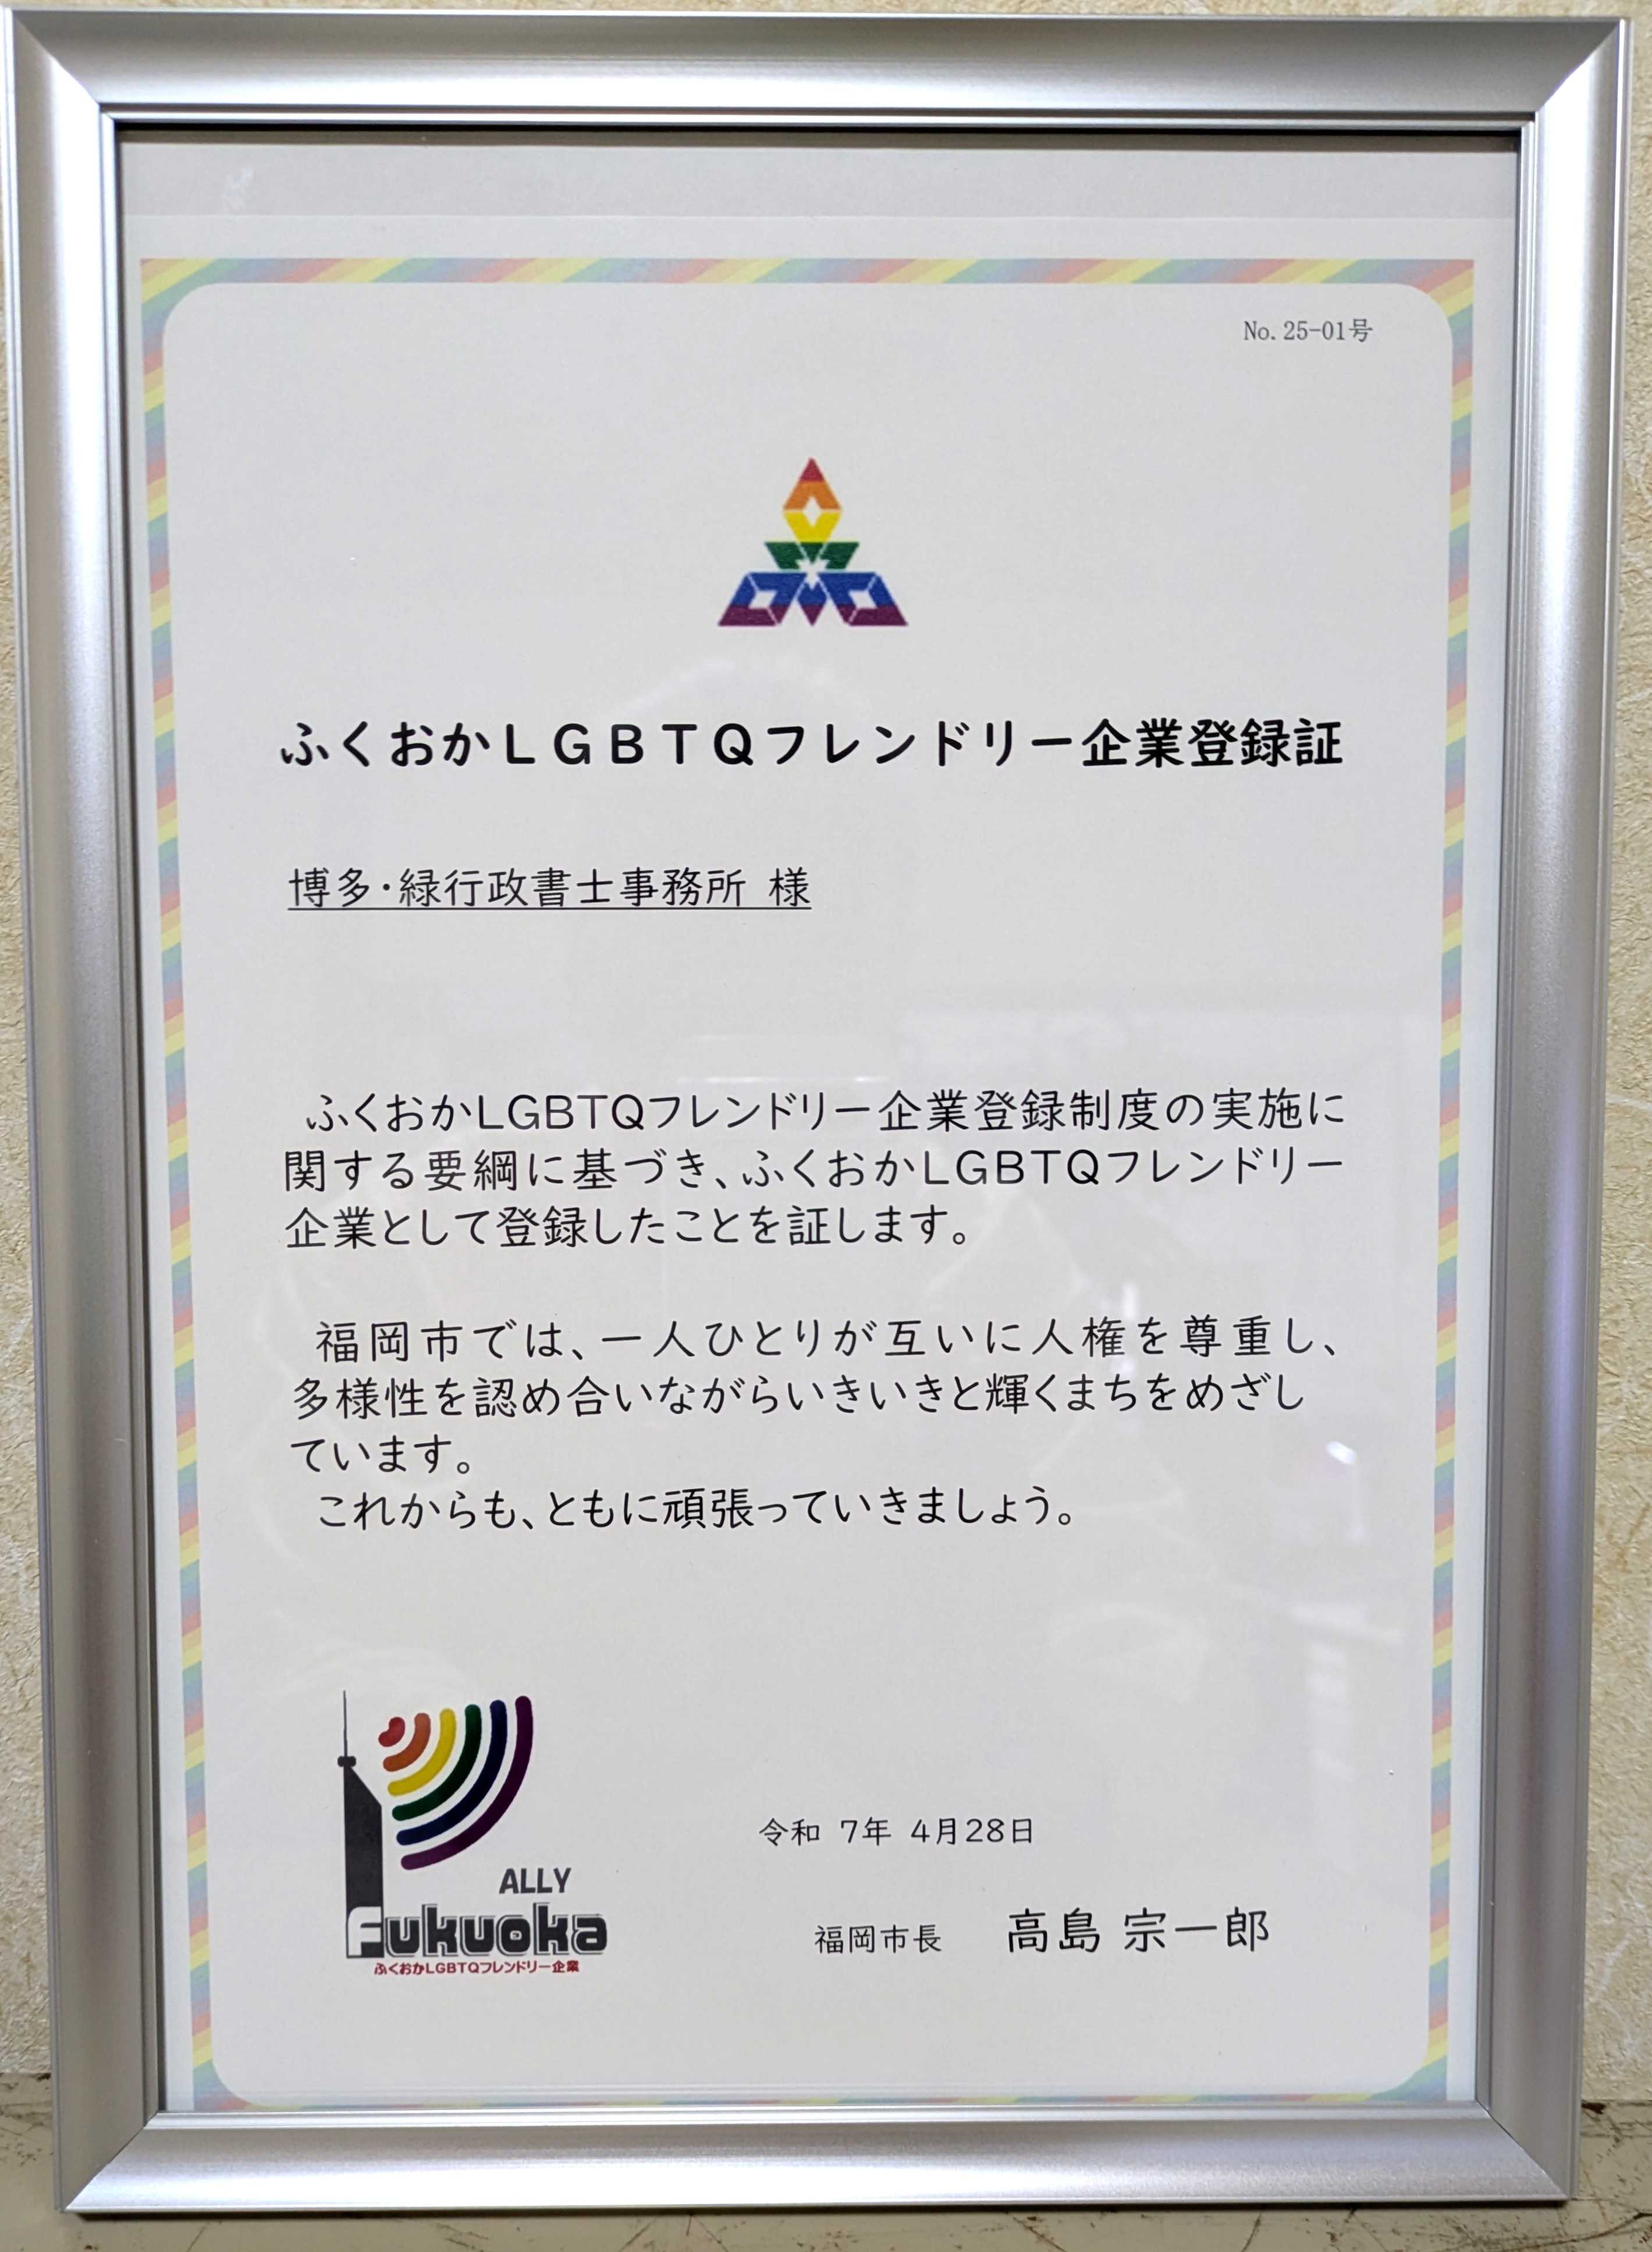 No. 25-01号
ふくおかＬＧＢＴＱフレンドリー企業登録証
博多・緑行政書士事務所 様
ふくおかLGBTQフレンドリー企業登録制度の実施に
関する要綱に基づき、ふくおかLGBTQフレンドリー
企業として登録したことを証します。
福岡市では、一人ひとりが互いに人権を尊重し、
多様性を認め合いながらいきいきと輝くまちをめざし
ています。
これからも、ともに頑張っていきましょう。
令和 7年 4月28日
福岡市長 高島 宗一郎
ALLY
Fukuoka
ふくおかLGBTQフレンドリー企業